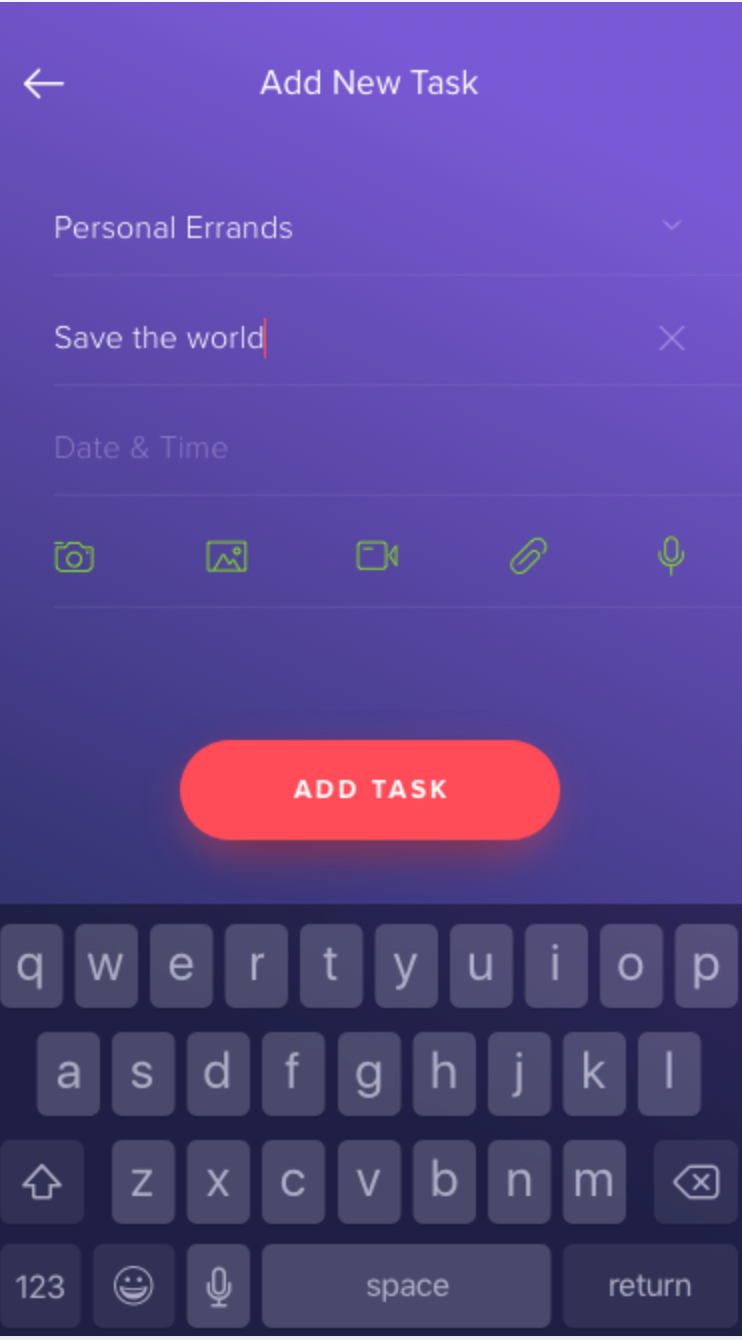 Add New Task
Personal Errands
Save the world
Date & Time
ADD TASK
q w e r t y u i o p
a s d f g h j k l
z x c v b n m
123 space return